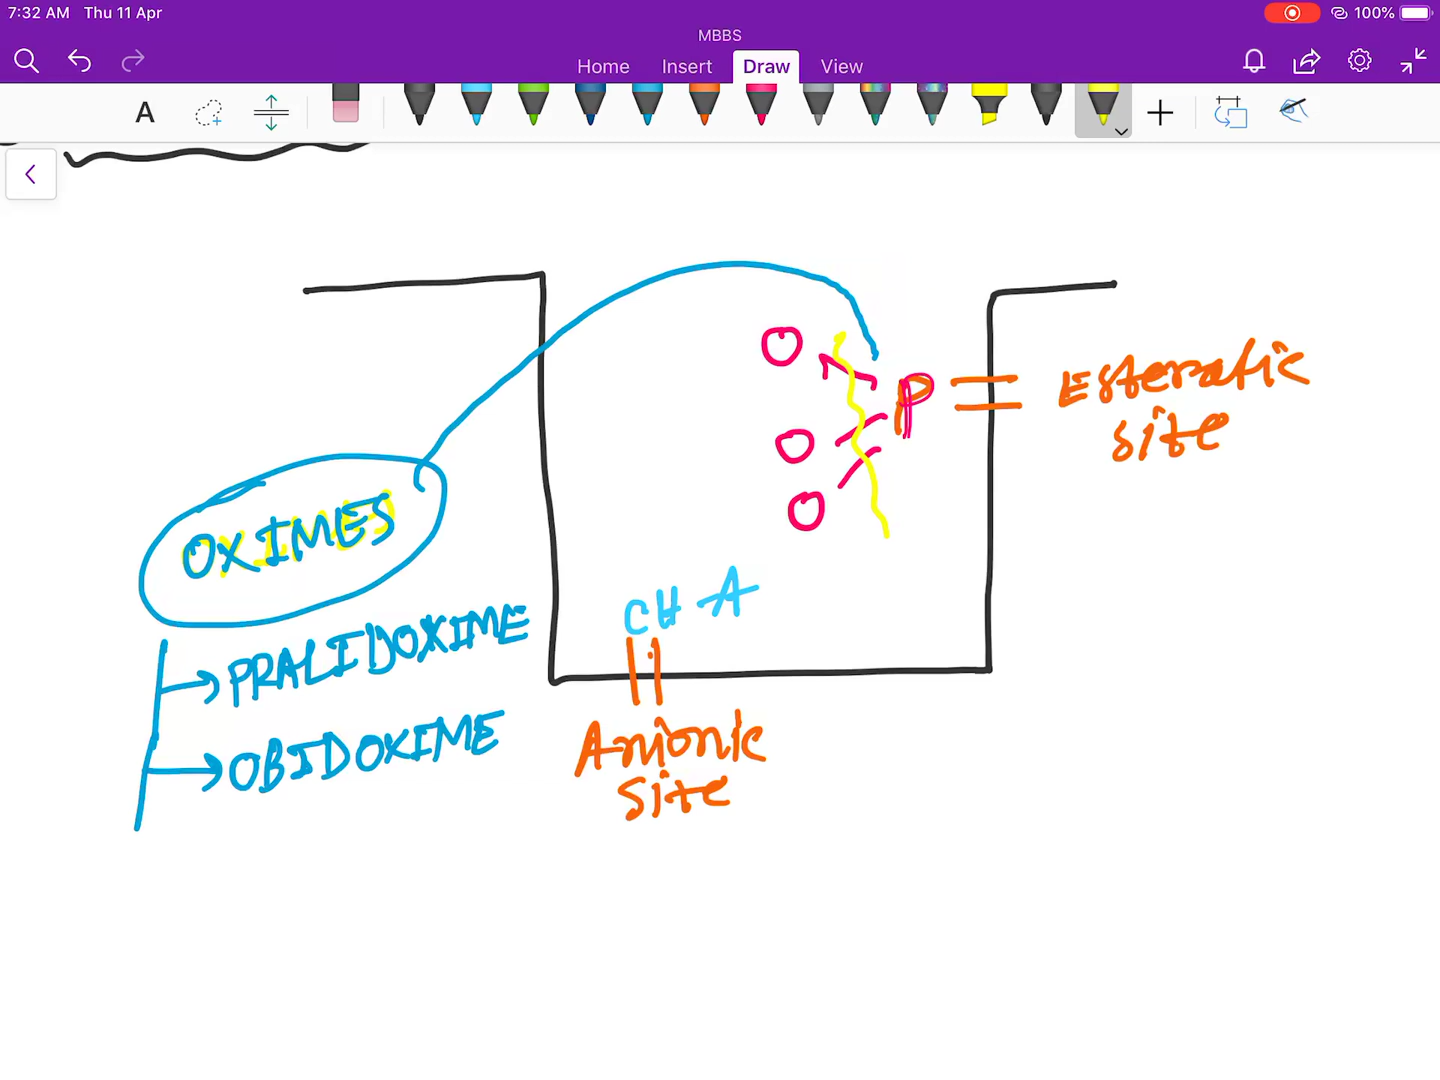 7:32 AM Thu 11 Apr
100%
MBBS
Home Insert Draw View
A
O
P
Esteratic
site
O
O
OXIMES
CH A
PRALIDOXIME
OBIDOXIME
Anionic
site